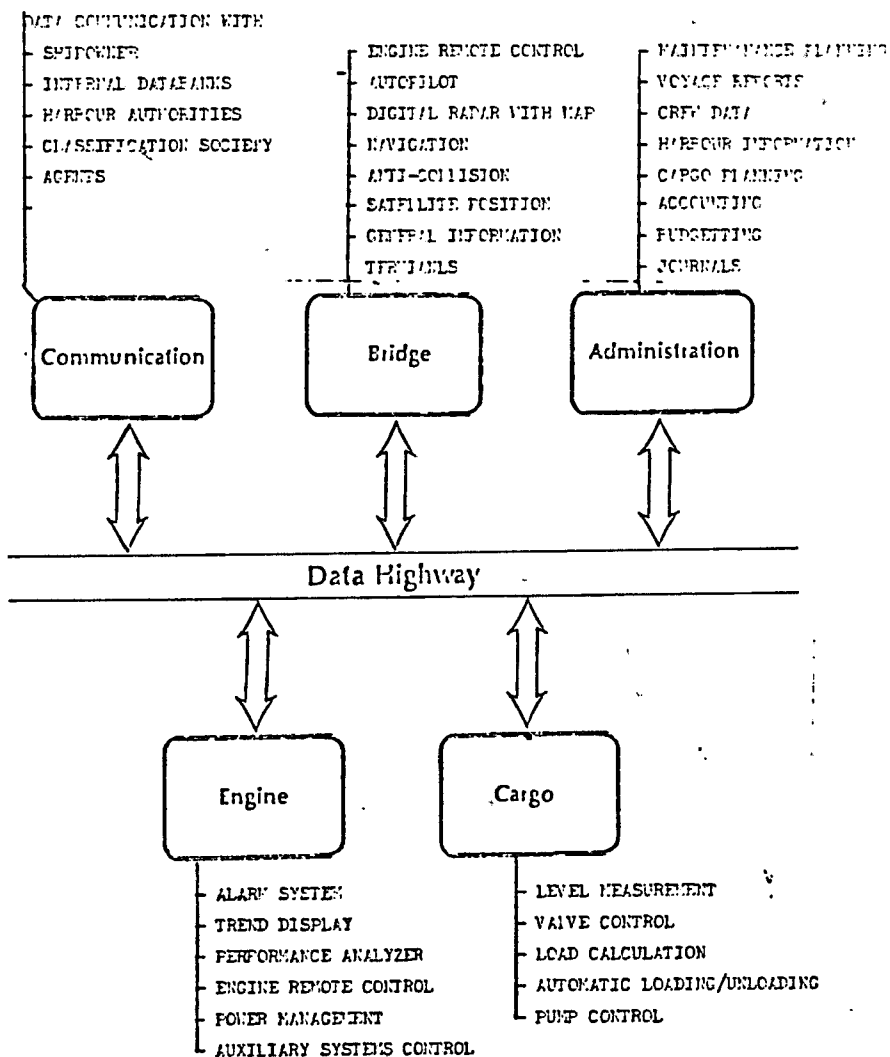 DATA COMMUNICATION WITH
SHIPOWNER
INTERNAL DATABANKS
HARBOUR AUTHORITIES
CLASSIFICATION SOCIETY
AGENTS
ENGINE REMOTE CONTROL
AUTOPILOT
DIGITAL RADAR WITH MAP
NAVIGATION
ANTI-COLLISION
SATELLITE POSITION
GENERAL INFORMATION
TERMIANLS
MAINTENANANCE PLANNING
VOYAGE REPORTS
CREW DATA
HARBOUR INFORMATION
CARGO PLANNING
ACCOUNTING
BUDGETTING
JOURNALS
Communication
Bridge
Administration
Data Highway
Engine
Cargo
ALARM SYSTEM
TREND DISPLAY
PERFORMANCE ANALYZER
ENGINE REMOTE CONTROL
POWER MANAGEMENT
AUXILIARY SYSTEMS CONTROL
LEVEL MEASUREMENT
VALVE CONTROL
LOAD CALCULATION
AUTOMATIC LOADING/UNLOADING
PUMP CONTROL